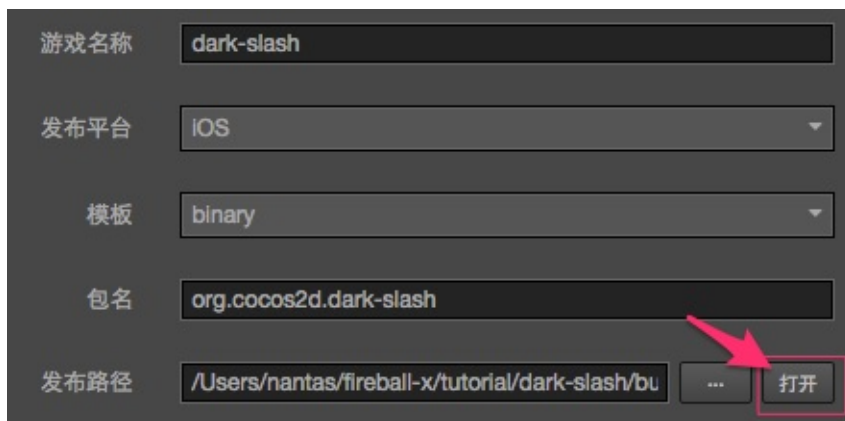 游戏名称 dark-slash
发布平台 iOS
模板 binary
包名 org.cocos2d.dark-slash
发布路径 /Users/nantas/fireball-x/tutorial/dark-slash/bu ... 打开